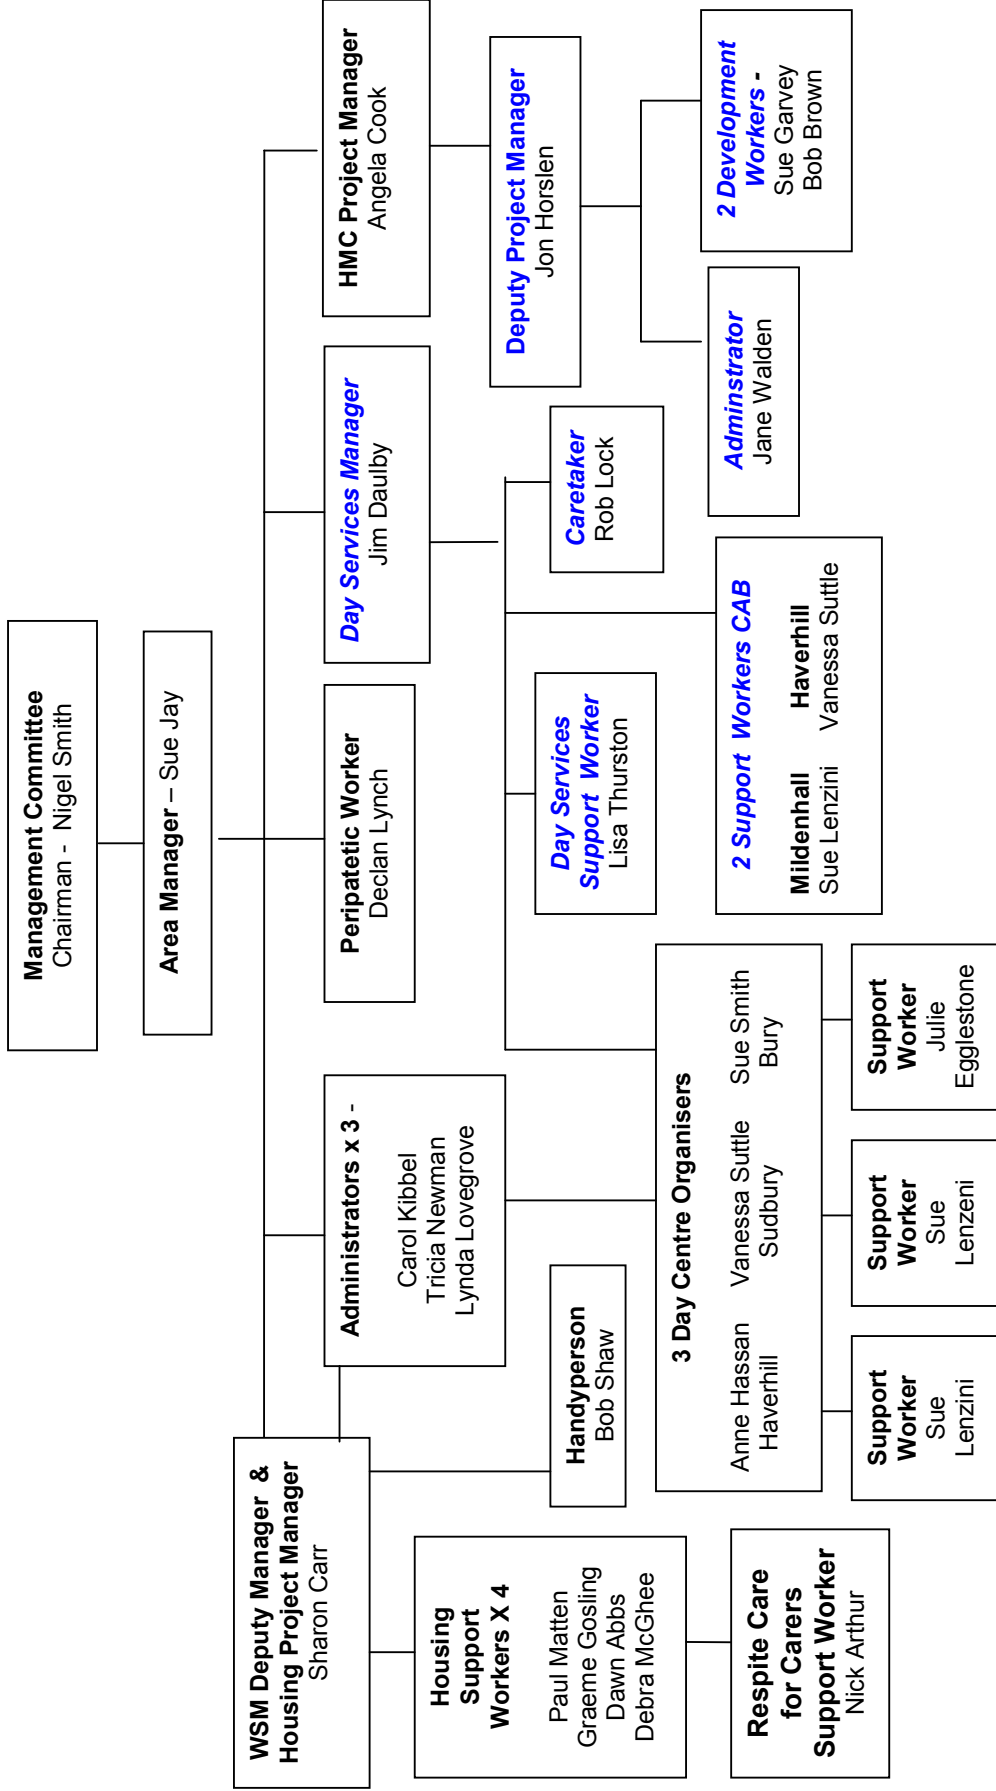 Management Committee
Chairman - Nigel Smith
Area Manager – Sue Jay
WSM Deputy Manager &
Housing Project Manager
Sharon Carr
Administrators x 3 -
Carol Kibbel
Tricia Newman
Lynda Lovegrove
Peripatetic Worker
Declan Lynch
Day Services Manager
Jim Daulby
HMC Project Manager
Angela Cook
Housing
Support
Workers X 4
Paul Matten
Graeme Gosling
Dawn Abbs
Debra McGhee
Handyperson
Bob Shaw
Day Services
Support Worker
Lisa Thurston
Caretaker
Rob Lock
Deputy Project Manager
Jon Horslen
3 Day Centre Organisers
Anne Hassan
Haverhill
Vanessa Suttle
Sudbury
Sue Smith
Bury
2 Support Workers CAB
Mildenhall
Sue Lenzini
Haverhill
Vanessa Suttle
Adminstrator
Jane Walden
2 Development
Workers -
Sue Garvey
Bob Brown
Respite Care
for Carers
Support Worker
Nick Arthur
Support
Worker
Sue
Lenzini
Support
Worker
Sue
Lenzeni
Support
Worker
Julie
Egglestone